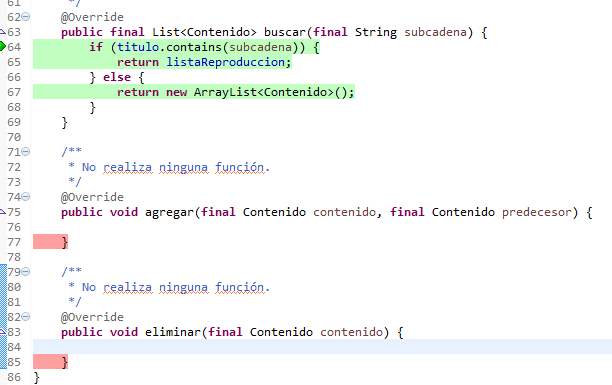 61 */
62 @Override
63 public final List<Contenido> buscar(final String subcadena) {
64 if (titulo.contains(subcadena)) {
65 return listaReproduccion;
66 } else {
67 return new ArrayList<Contenido>();
68 }
69 }
70
71 /**
72 * No realiza ninguna función.
73 */
74 @Override
75 public void agregar(final Contenido contenido, final Contenido predecesor) {
76
77 }
78
79 /**
80 * No realiza ninguna función.
81 */
82 @Override
83 public void eliminar(final Contenido contenido) {
84
85 }
86 }